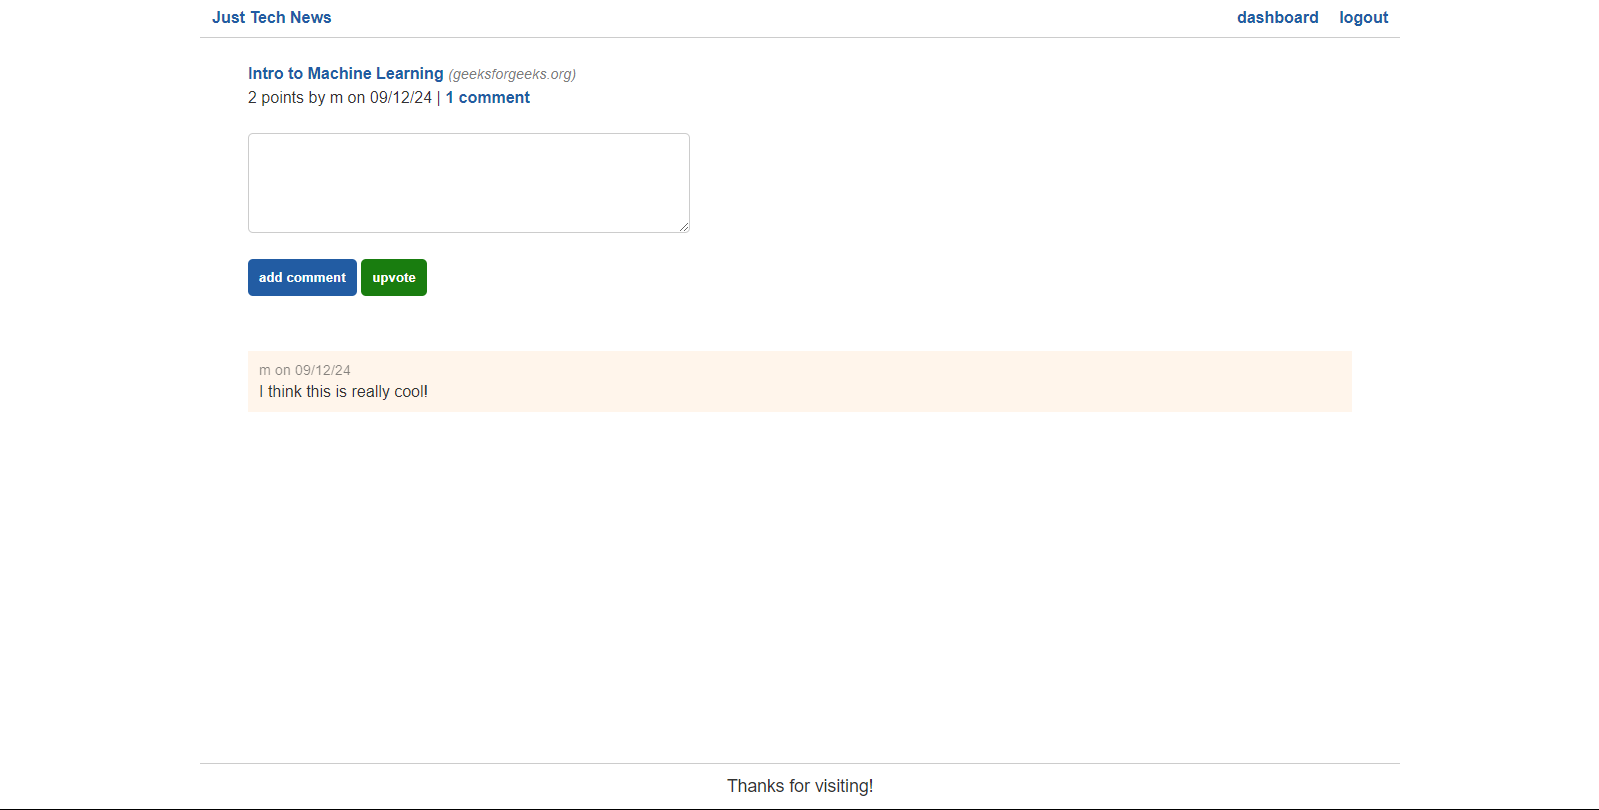 Just Tech News
dashboard logout
Intro to Machine Learning (geeksforgeeks.org)
2 points by m on 09/12/24 | 1 comment
add comment upvote
m on 09/12/24
I think this is really cool!
Thanks for visiting!